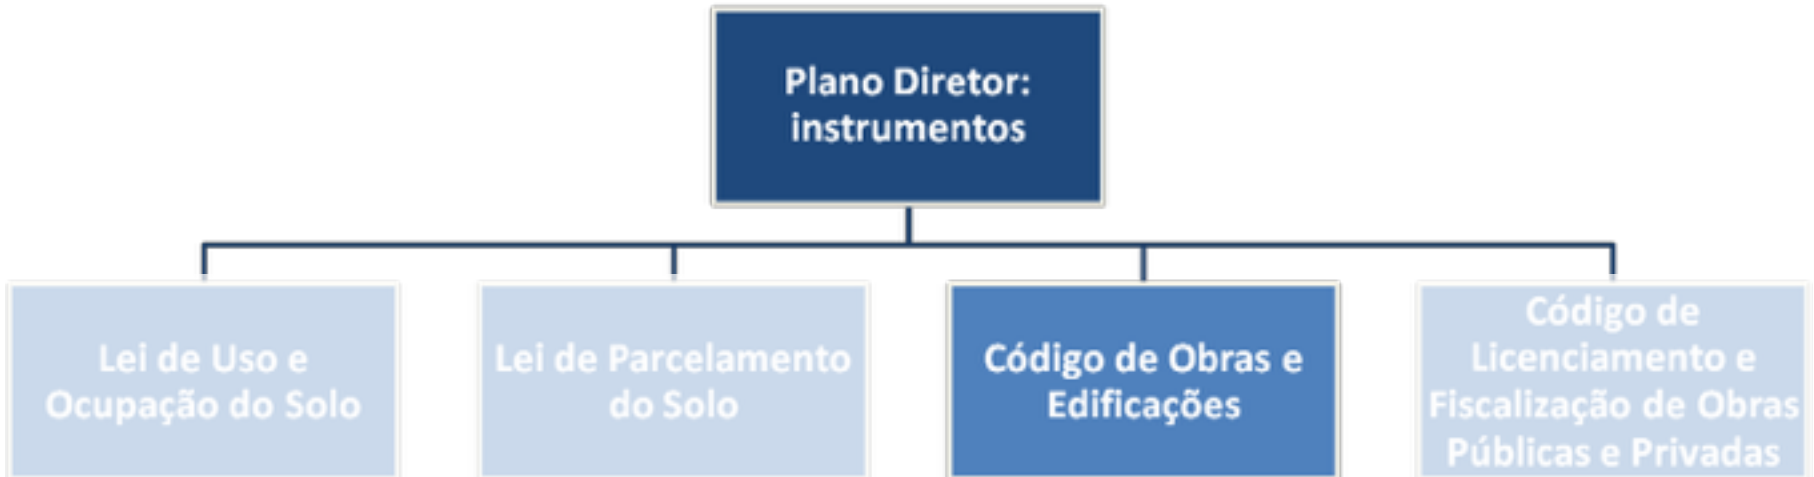 Plano Diretor:
instrumentos
Lei de Uso e
Ocupação do Solo
Lei de Parcelamento
do Solo
Código de Obras e
Edificações
Código de
Licenciamento e
Fiscalização de Obras
Públicas e Privadas